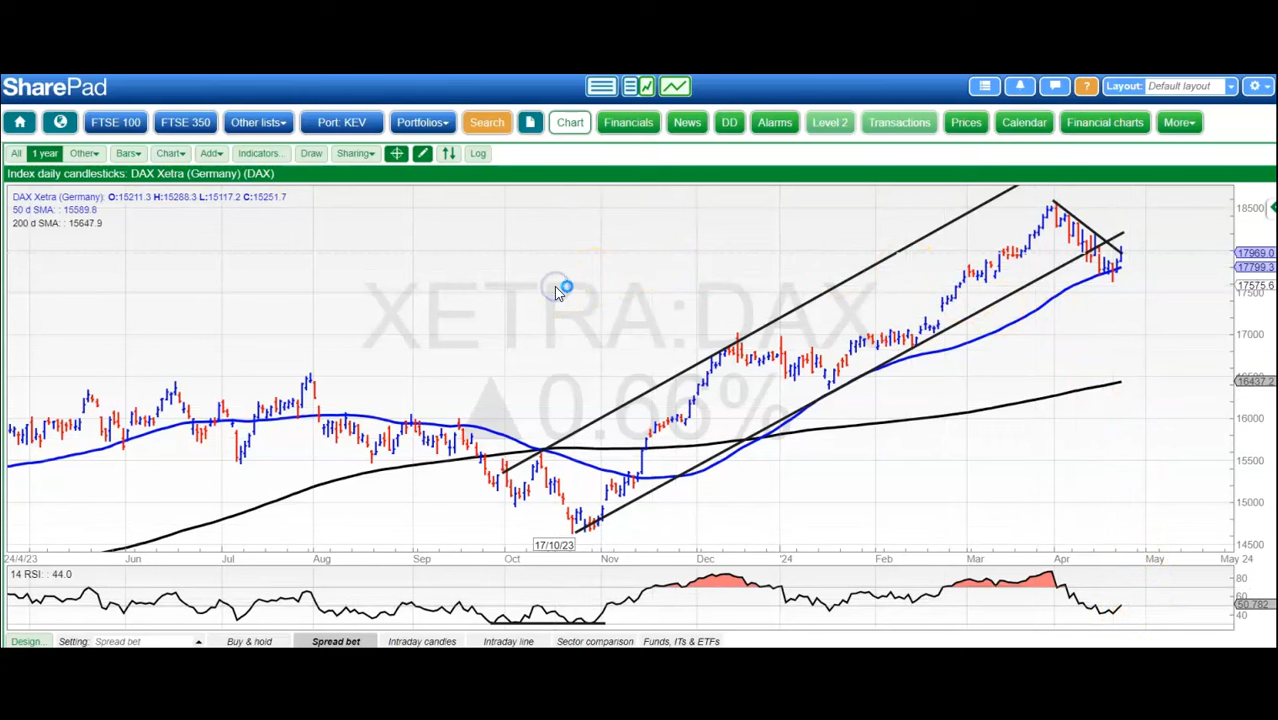 SharePad
Layout: Default layout
FTSE 100 FTSE 350 Other lists Port: KEV Portfolios Search Chart Financials News DD Alarms Level 2 Transactions Prices Calendar Financial charts More
All 1 year Other Bars Chart Add Indicators... Draw Sharing Log
Index daily candlesticks: DAX Xetra (Germany) (DAX)
DAX Xetra (Germany): O:15211.3 H:15288.3 L:15117.2 C:15251.7
50 d SMA: : 15589.8
200 d SMA: : 15647.9
XETRA:DAX
▲ 0.66%
18500
17969.0
17799.3
17575.6
17500
17000
16500
16437.2
16000
15500
15000
14500
17/10/23
24/4/23 Jun Jul Aug Sep Oct Nov Dec '24 Feb Mar Apr May May 24
14 RSI: : 44.0
80
60
50.782
40
Design... Setting: Spread bet Buy & hold Spread bet Intraday candles Intraday line Sector comparison Funds, ITs & ETFs